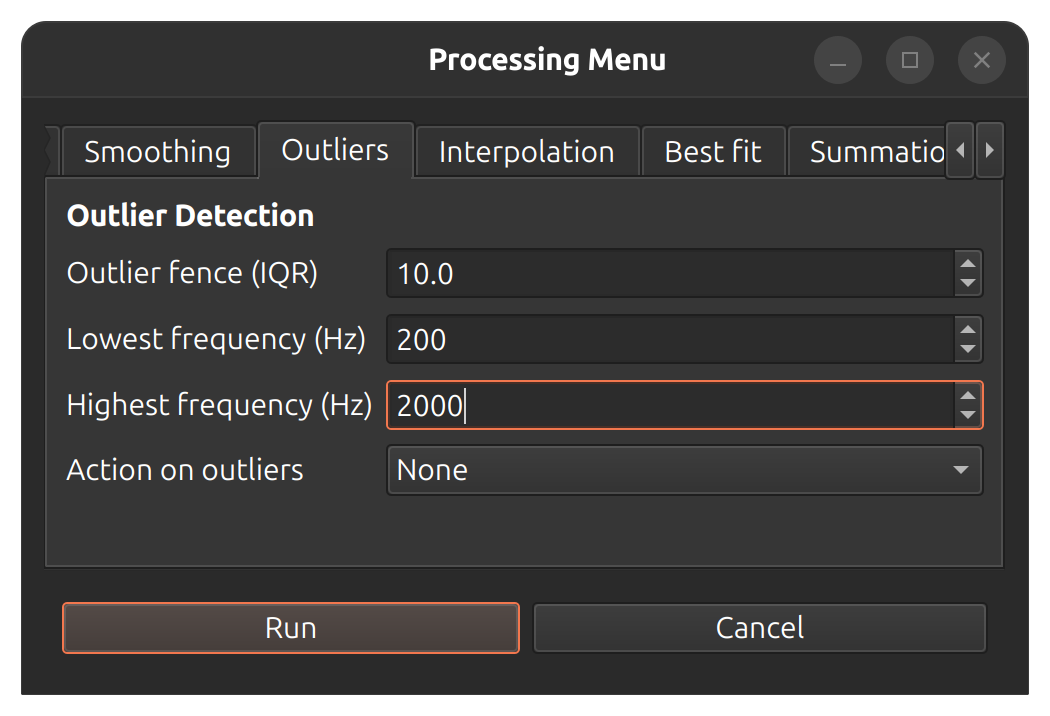 Processing Menu
Smoothing Outliers Interpolation Best fit Summatio
Outlier Detection
Outlier fence (IQR) 10.0
Lowest frequency (Hz) 200
Highest frequency (Hz) 2000
Action on outliers None
Run Cancel